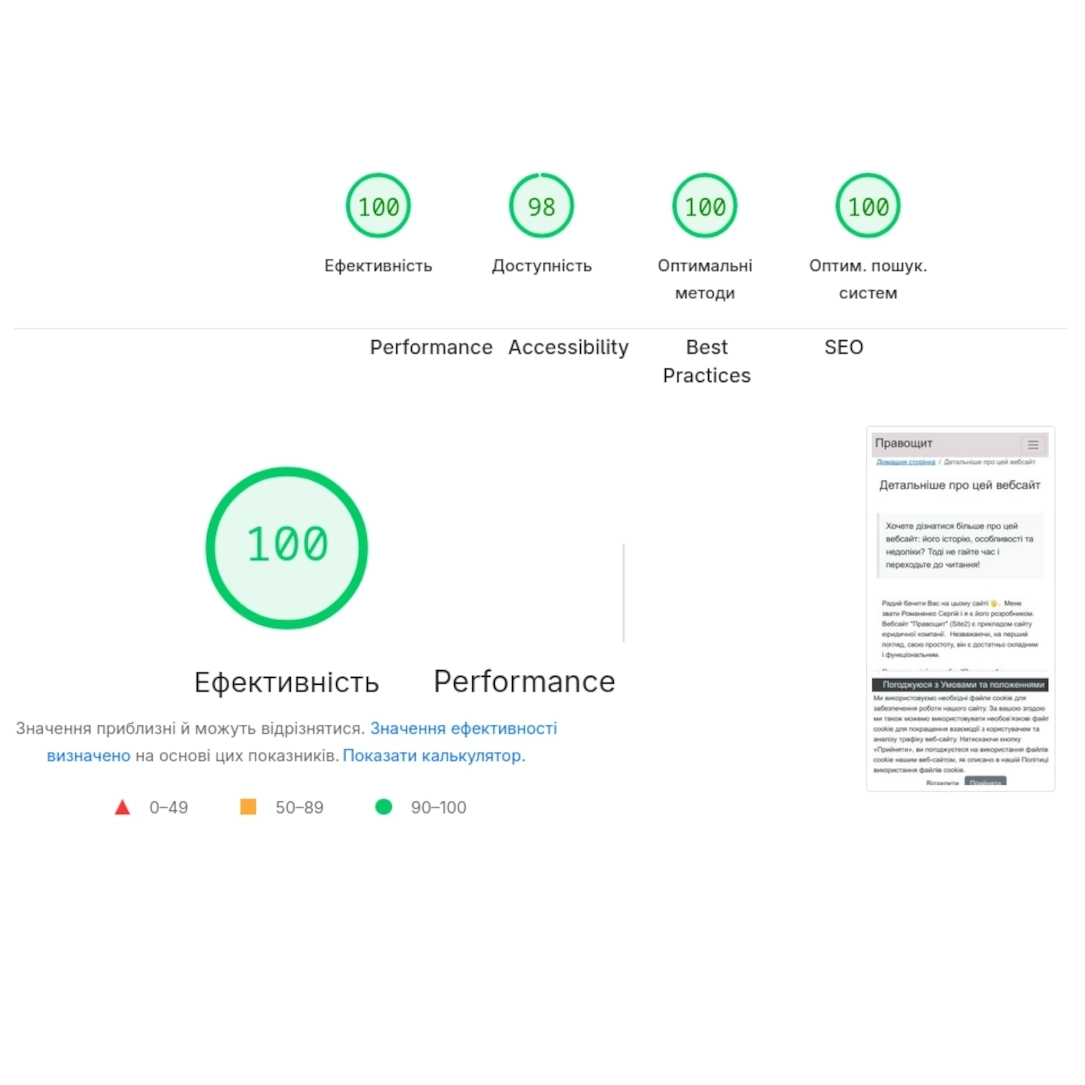 100
98
100
100
Ефективність
Доступність
Оптимальні
методи
Оптим. пошук.
систем
Performance
Accessibility
Best
Practices
SEO
100
Ефективність
Performance
Значення приблизні й можуть відрізнятися. Значення ефективності
визначено на основі цих показників. Показати калькулятор.
0–49
50–89
90–100
Правощит
Домашня сторінка / Детальніше про цей вебсайт
Детальніше про цей вебсайт
Хочете дізнатися більше про цей
вебсайт: його історію, особливості та
недоліки? Тоді не гайте час і
переходьте до читання!
Радий бачити Вас на цьому сайті 👋. Мене
звати Романенко Сергій і я є його розробником.
Вебсайт "Правощит" (Site2) є прикладом сайту
юридичної компанії. Незважаючи, на перший
погляд, свою простоту, він є достатньо складним
і функціональним.
Погоджуюся з Умовами та положеннями
Ми використовуємо необхідні файли cookie для
забезпечення роботи нашого сайту. За вашою згодою
ми також можемо використовувати необов'язкові файл
cookie для покращення взаємодії з користувачем та
аналізу трафіку веб-сайту. Натискаючи кнопку
«Прийняти», ви погоджуєтеся на використання файлів
cookie нашим веб-сайтом, як описано в нашій Політиці
використання файлів cookie.
Відхилити
Прийняти